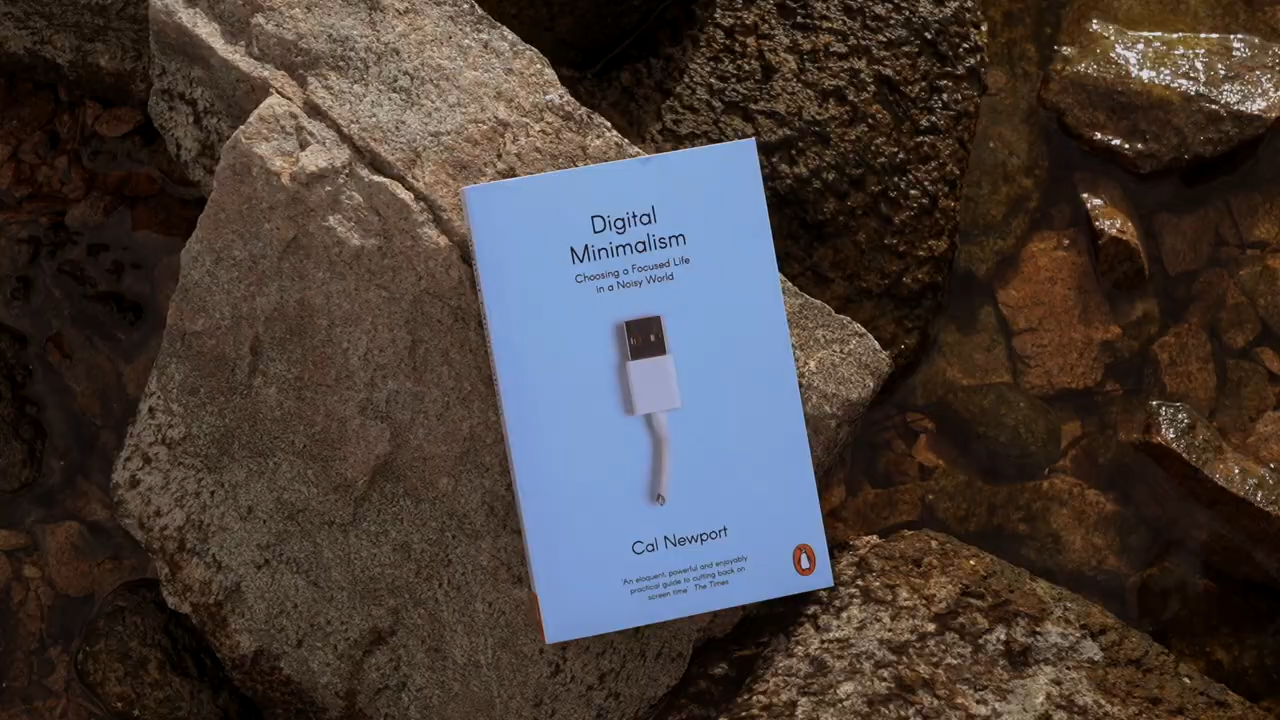 Digital
Minimalism
Choosing a Focused Life
in a Noisy World
Cal Newport
'An eloquent, powerful and enjoyably
practical guide to cutting back on
screen time' The Times